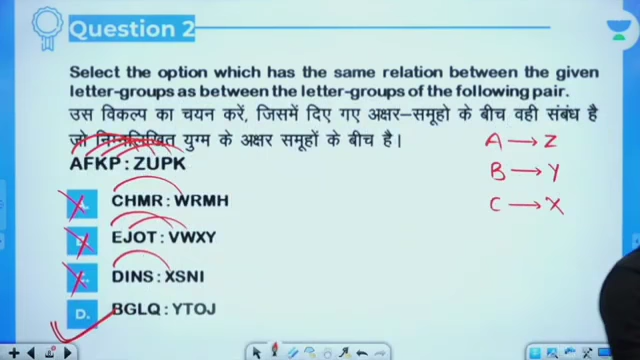 Question 2
Select the option which has the same relation between the given
letter-groups as between the letter-groups of the following pair.
उस विकल्प का चयन करें, जिसमें दिए गए अक्षर–समूहो के बीच वही संबंध है
जो निम्नलिखित युग्म के अक्षर समूहों के बीच है।
AFKP : ZUPK
CHMR : WRMH
EJOT : VWXY
DINS : XSNI
D. BGLQ : YTOJ
A → Z
B → Y
C → X